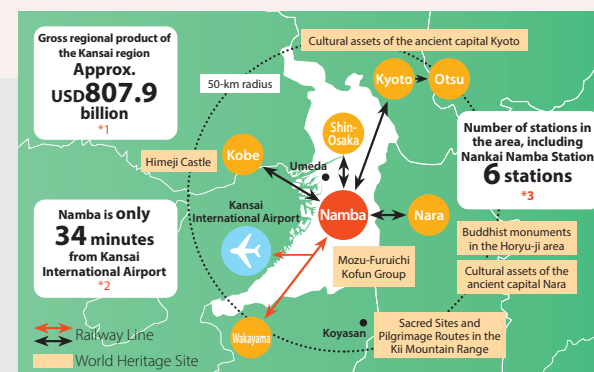 Gross regional product of
the Kansai region
Approx.
USD807.9
billion
*1
Cultural assets of the ancient capital Kyoto
50-km radius
Kyoto
Otsu
Shin-
Osaka
Number of stations in
the area, including
Nankai Namba Station
6 stations
*3
Kobe
Himeji Castle
Umeda
Kansai
International Airport
Namba
Nara
Namba is only
34 minutes
from Kansai
International Airport
*2
Mozu-Furuichi
Kofun Group
Buddhist monuments
in the Horyu-ji area
Cultural assets of the
ancient capital Nara
Wakayama
Koyasan
Sacred Sites and
Pilgrimage Routes in the
Kii Mountain Range
Railway Line
World Heritage Site